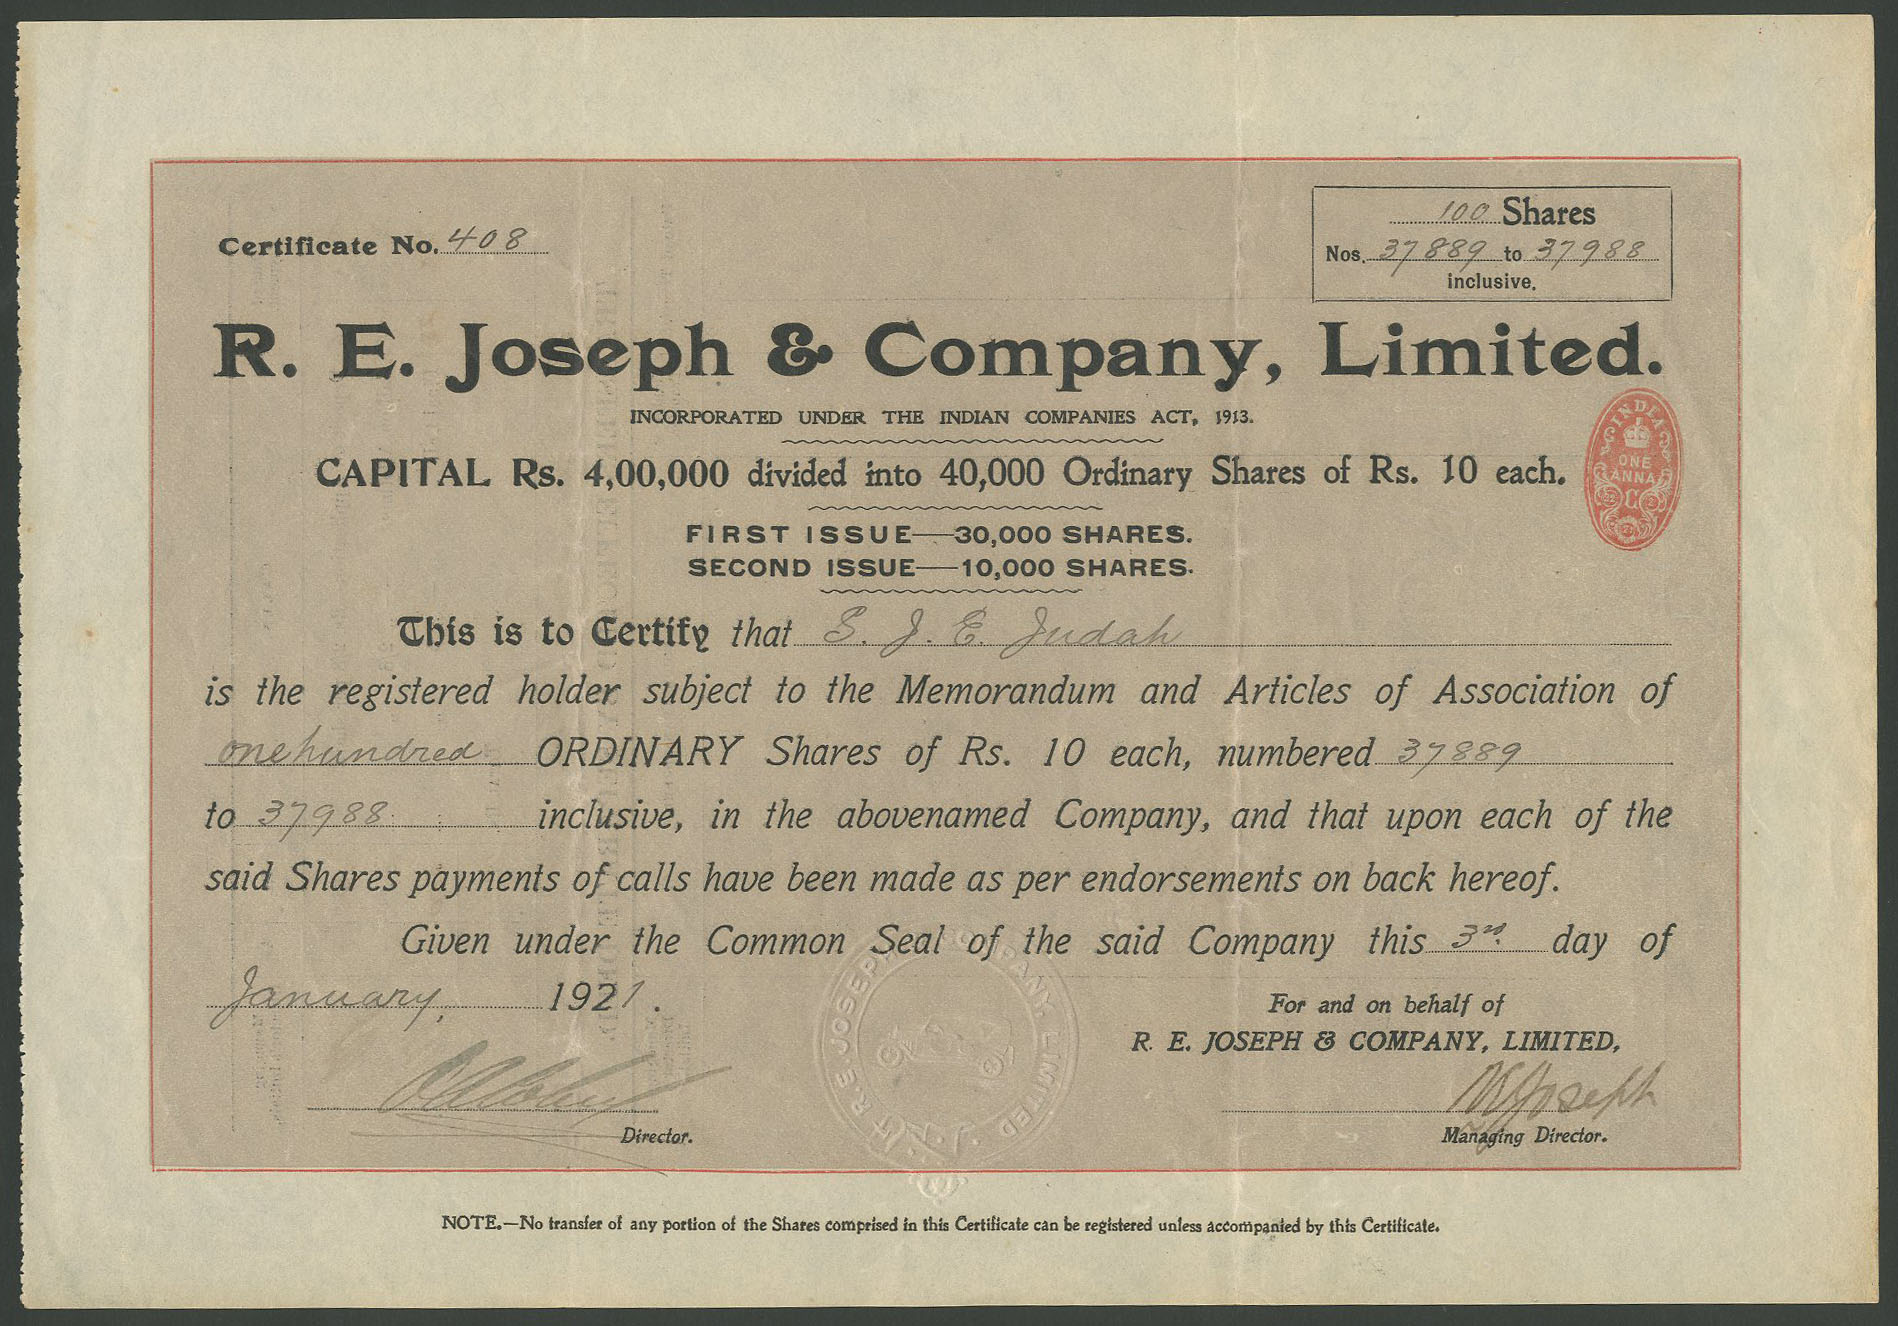 Certificate No. 408
100 Shares
Nos. 37889 to 37988
inclusive.
R. E. Joseph & Company, Limited.
INCORPORATED UNDER THE INDIAN COMPANIES ACT, 1913.
CAPITAL Rs. 4,00,000 divided into 40,000 Ordinary Shares of Rs. 10 each.
INDIA
ONE
ANNA
FIRST ISSUE—30,000 SHARES.
SECOND ISSUE—10,000 SHARES.
This is to Certify that S. J. E. Judah
is the registered holder subject to the Memorandum and Articles of Association of
one hundred ORDINARY Shares of Rs. 10 each, numbered 37889
to 37988 inclusive, in the abovenamed Company, and that upon each of the
said Shares payments of calls have been made as per endorsements on back hereof.
Given under the Common Seal of the said Company this 3rd day of
January, 1921.
For and on behalf of
R. E. JOSEPH & COMPANY, LIMITED,
Joseph
Director.
Managing Director.
R. E. JOSEPH COMPANY, LIMITED
NOTE.—No transfer of any portion of the Shares comprised in this Certificate can be registered unless accompanied by this Certificate.